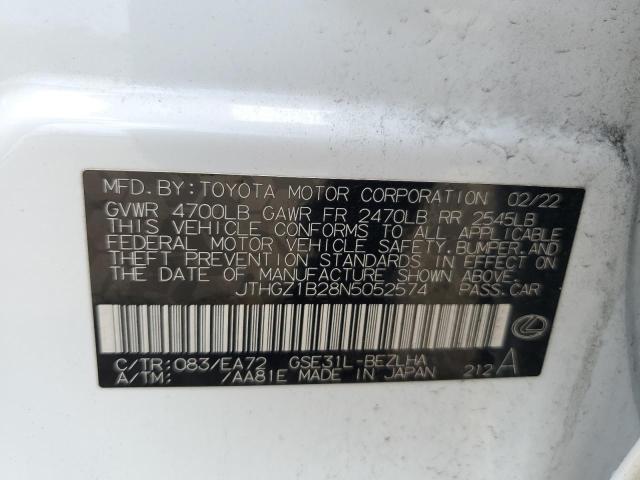 MFD.BY:TOYOTA MOTOR CORPORATION 02/22
GVWR 4700LB GAWR FR 2470LB RR 2545LB
THIS VEHICLE CONFORMS TO ALL APPLICABLE
FEDERAL MOTOR VEHICLE SAFETY, BUMPER, AND
THEFT PREVENTION STANDARDS IN EFFECT ON
THE DATE OF MANUFACTURE SHOWN ABOVE.
JTHGZ1B28N5052574 PASS.CAR
C/TR:083/EA72 GSE31L-BEZLHA
A/TM: /AA81E MADE IN JAPAN 212 A